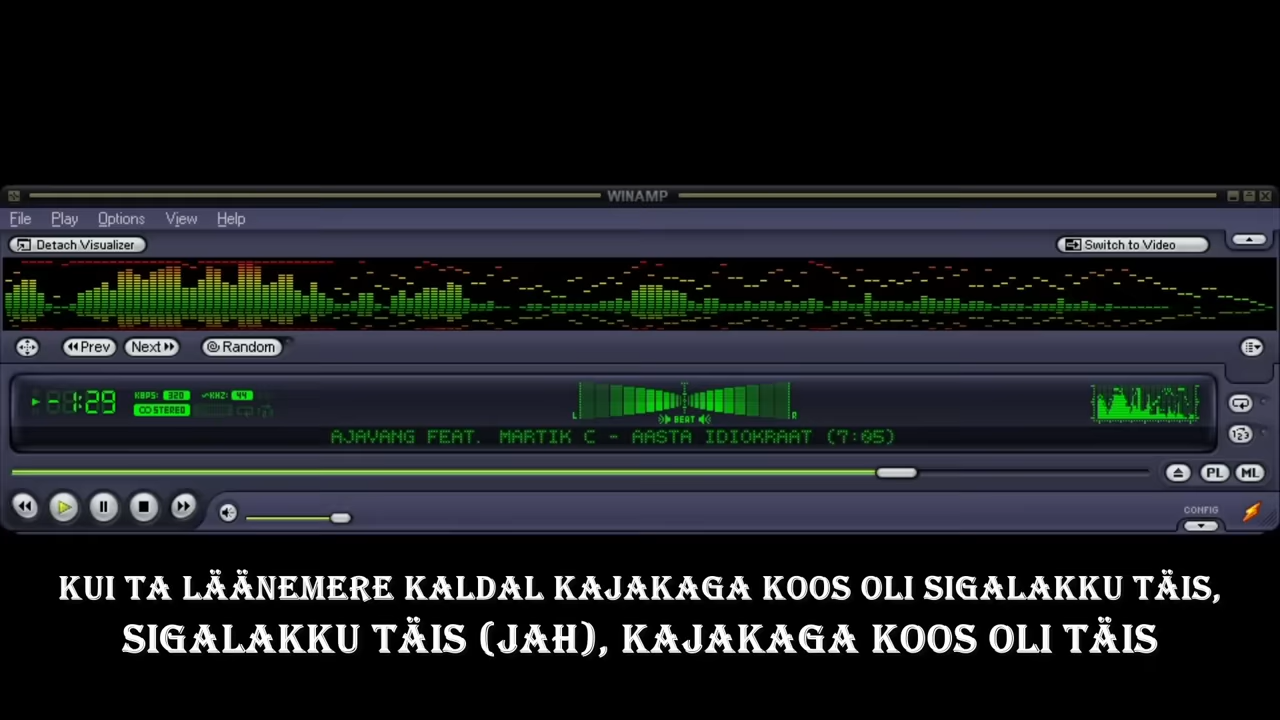 WINAMP
File Play Options View Help
Detach Visualizer
Switch to Video
Prev Next Random
-1:29 KBPS: 320 KHZ: 44
STEREO
L R
BEAT
AJAVANG FEAT. MARTIK C - AASTA IDIOKRAAT (7:05)
123
PL ML
CONFIG
KUI TA LÄÄNEMERE KALDAL KAJAKAGA KOOS OLI SIGALAKKU TÄIS,
SIGALAKKU TÄIS (JAH), KAJAKAGA KOOS OLI TÄIS